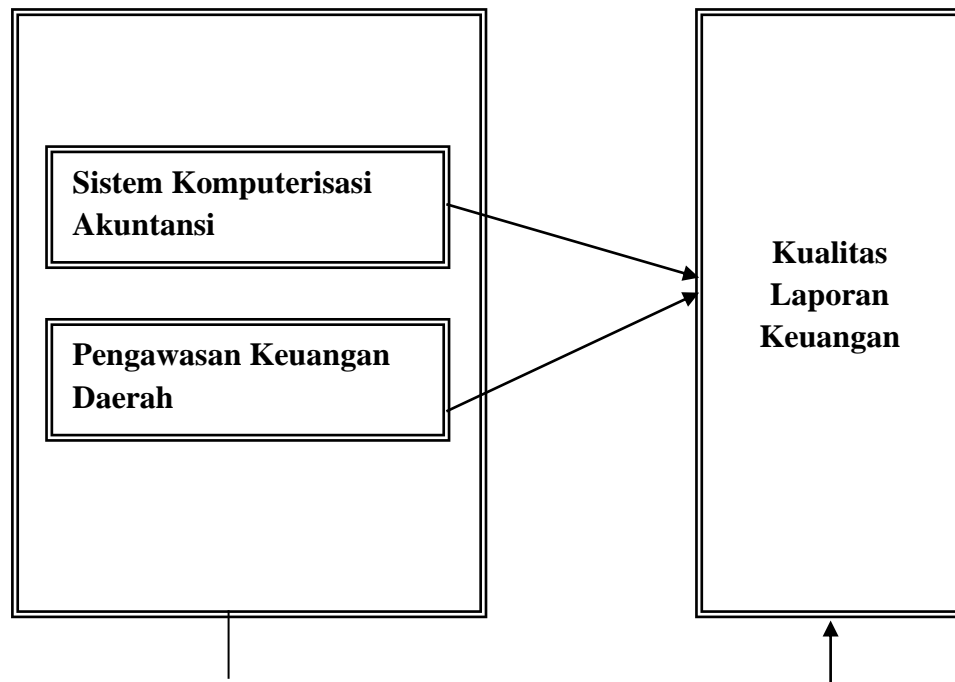 Sistem Komputerisasi
Akuntansi
Pengawasan Keuangan
Daerah
Kualitas
Laporan
Keuangan